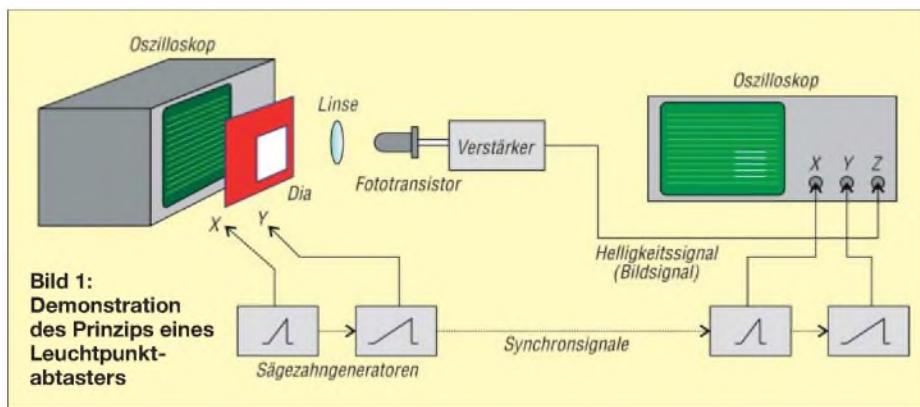 Oszilloskop
Oszilloskop
Linse
Verstärker
Fototransistor
Dia
X Y Z
X Y
Helligkeitssignal
(Bildsignal)
Bild 1:
Demonstration
des Prinzips eines
Leuchtpunkt-
abtasters
Synchronsignale
Sägezahngeneratoren